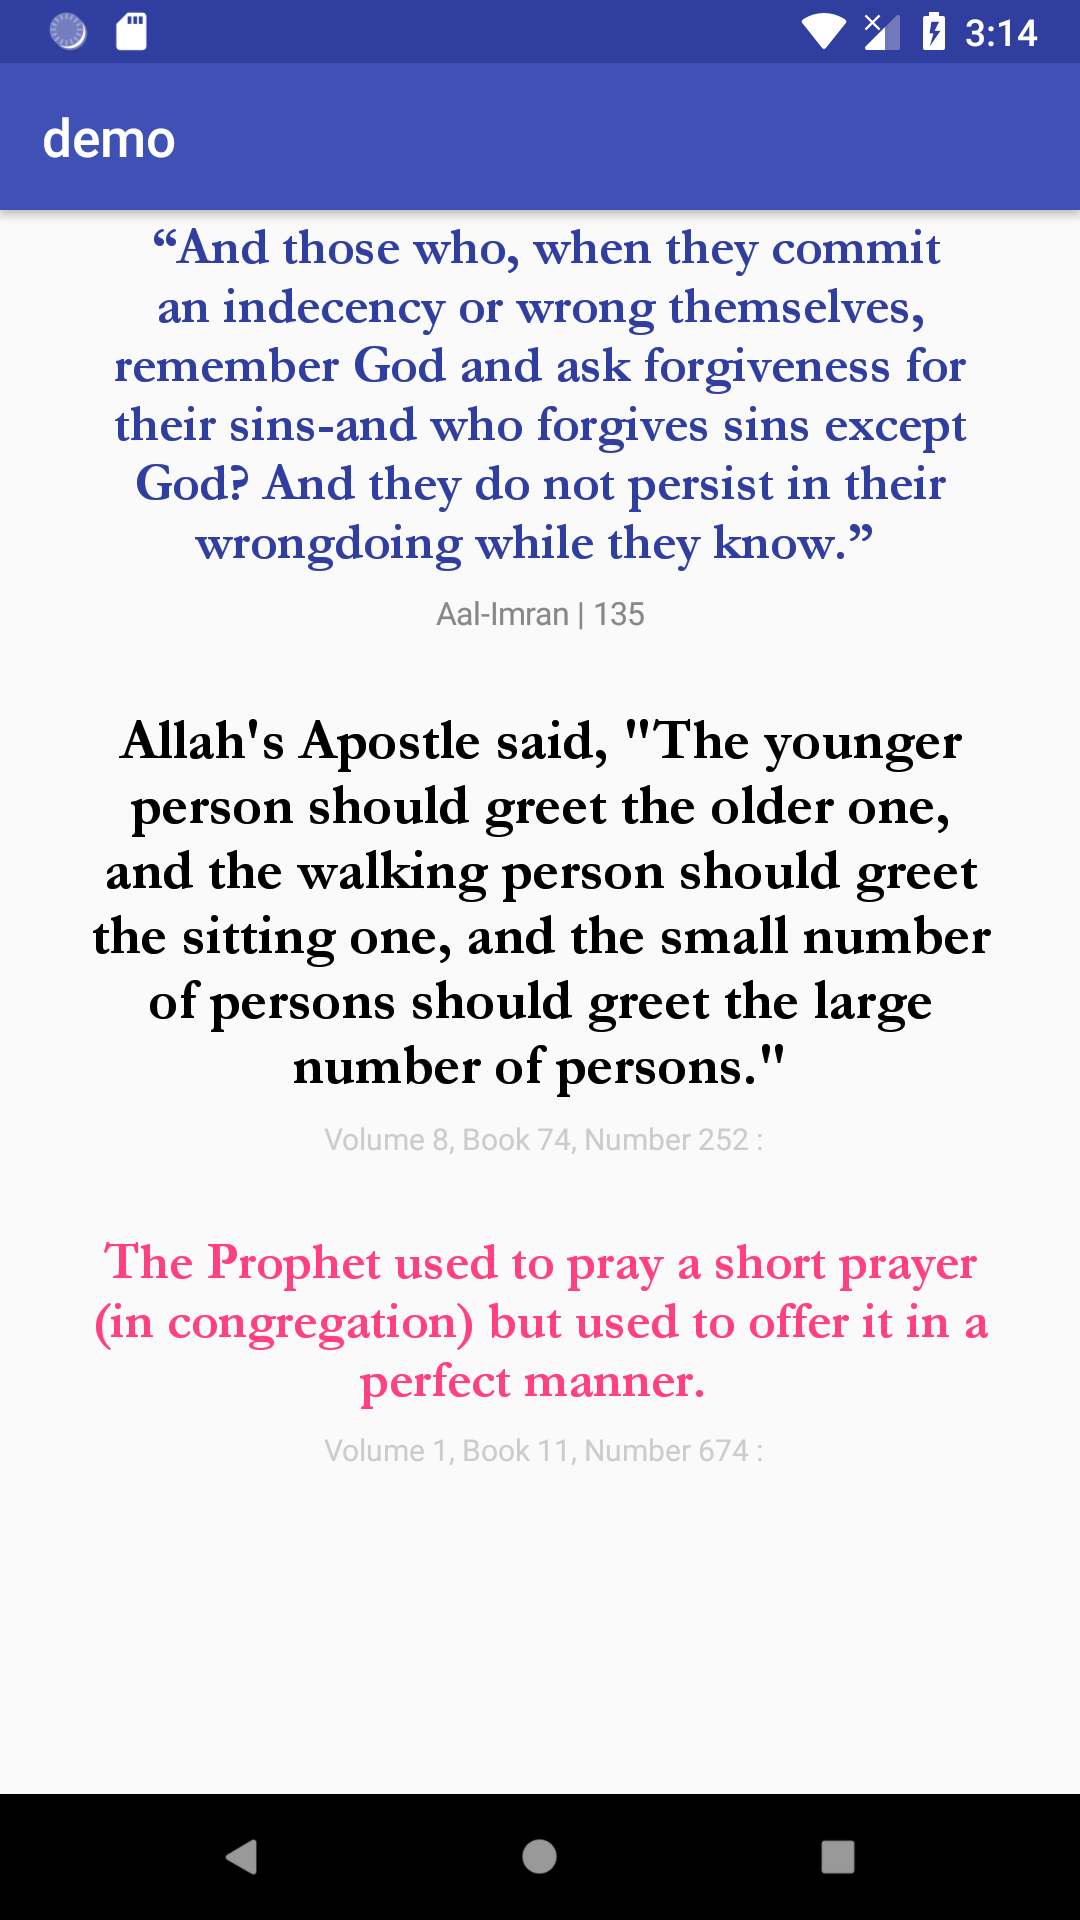 3:14
demo
“And those who, when they commit
an indecency or wrong themselves,
remember God and ask forgiveness for
their sins-and who forgives sins except
God? And they do not persist in their
wrongdoing while they know.”
Aal-Imran | 135
Allah's Apostle said, "The younger
person should greet the older one,
and the walking person should greet
the sitting one, and the small number
of persons should greet the large
number of persons."
Volume 8, Book 74, Number 252 :
The Prophet used to pray a short prayer
(in congregation) but used to offer it in a
perfect manner.
Volume 1, Book 11, Number 674 :